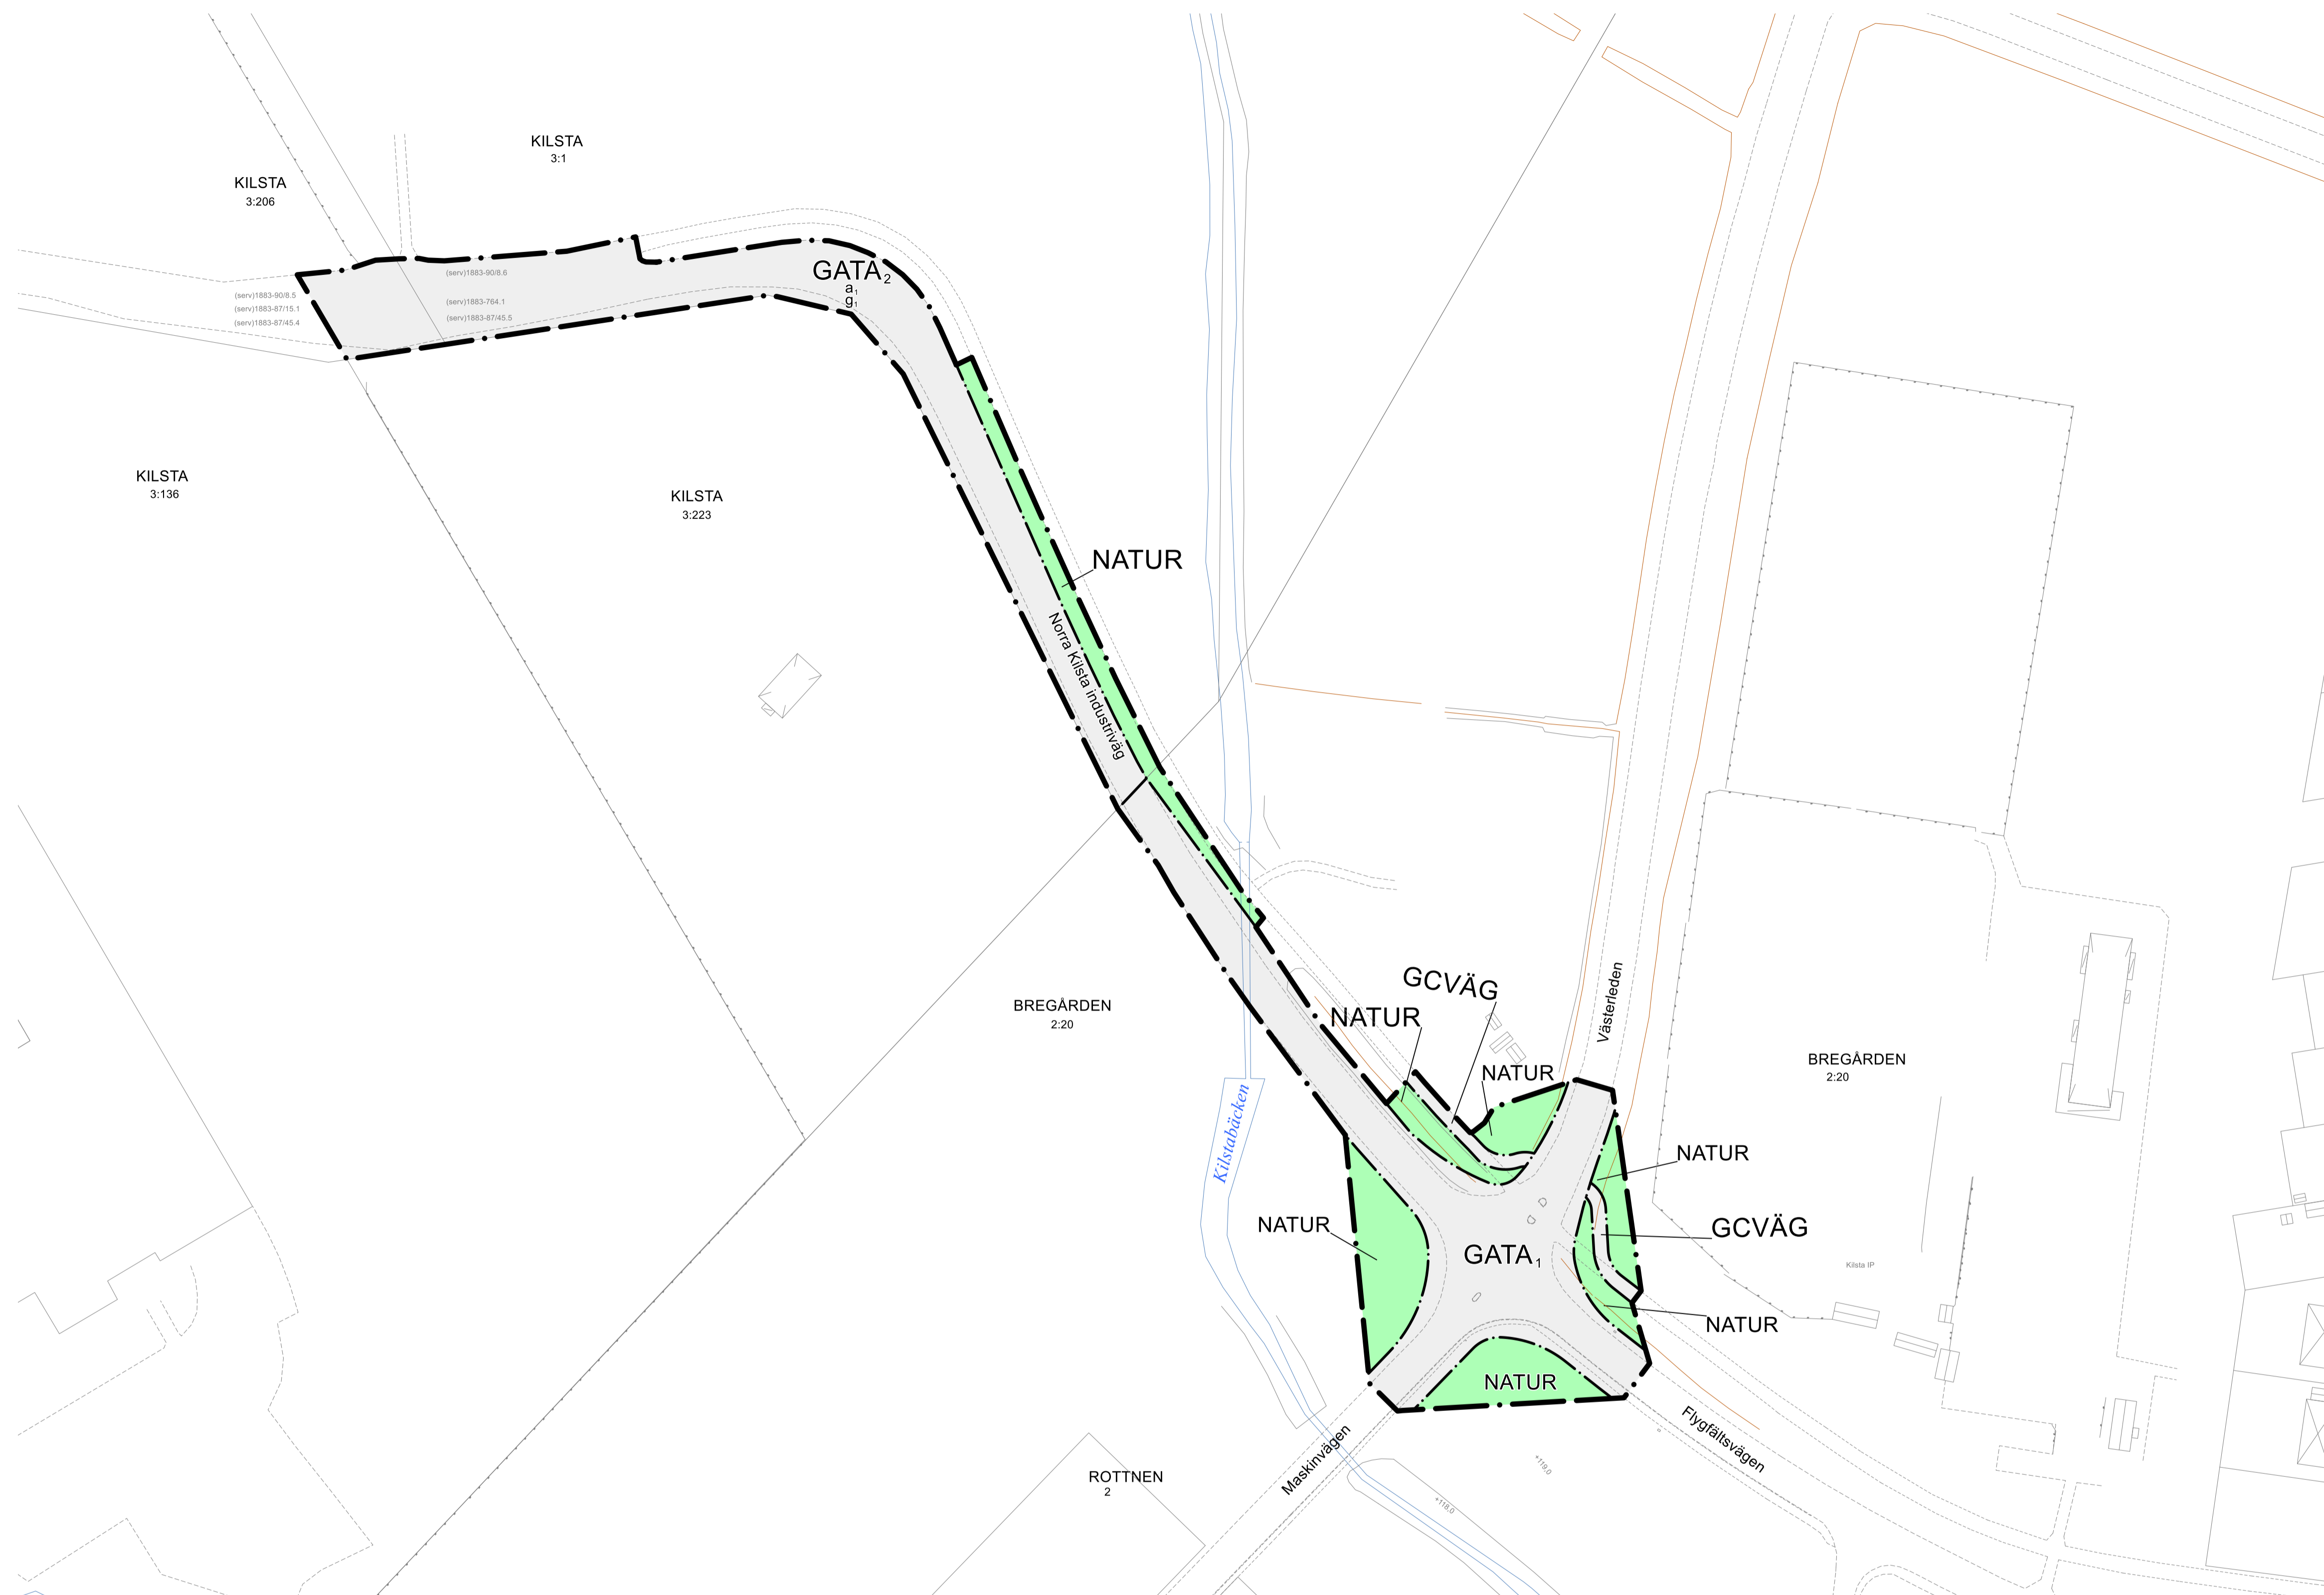 KILSTA
3:1
KILSTA
3:206
(serv)1883-90/8.6
(serv)1883-90/8.5
(serv)1883-87/15.1
(serv)1883-87/45.4
(serv)1883-764.1
(serv)1883-87/45.5
GATA2
a1
g1
KILSTA
3:136
KILSTA
3:223
NATUR
Norra Kilsta industriväg
GCVÄG
NATUR
Västerleden
BREGÅRDEN
2:20
NATUR
BREGÅRDEN
2:20
Kilstabäcken
NATUR
NATUR
GCVÄG
GATA1
Kilsta IP
NATUR
NATUR
Flygfältsvägen
Maskinvägen
ROTTNEN
2
+119.0
+118.0